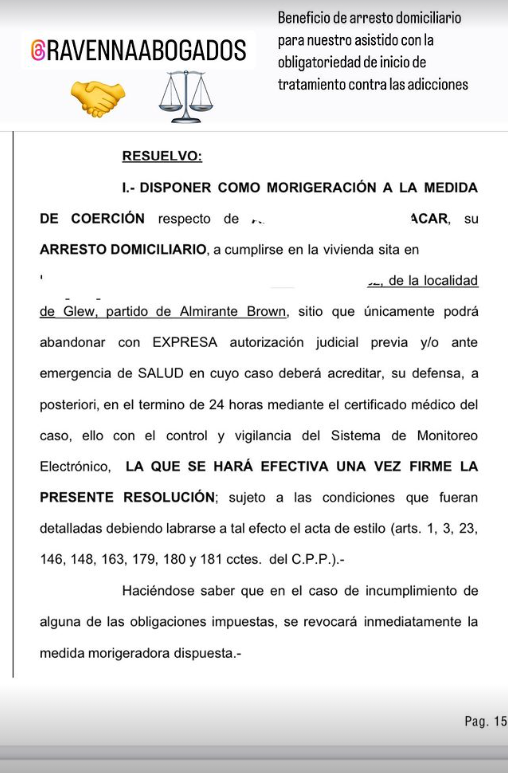 @RAVENNAABOGADOS
Beneficio de arresto domiciliario
para nuestro asistido con la
obligatoriedad de inicio de
tratamiento contra las adicciones
RESUELVO:
I.- DISPONER COMO MORIGERACIÓN A LA MEDIDA
DE COERCIÓN respecto de ACAR, su
ARRESTO DOMICILIARIO, a cumplirse en la vivienda sita en
de la localidad
de Glew, partido de Almirante Brown, sitio que únicamente podrá
abandonar con EXPRESA autorización judicial previa y/o ante
emergencia de SALUD en cuyo caso deberá acreditar, su defensa, a
posteriori, en el termino de 24 horas mediante el certificado médico del
caso, ello con el control y vigilancia del Sistema de Monitoreo
Electrónico, LA QUE SE HARÁ EFECTIVA UNA VEZ FIRME LA
PRESENTE RESOLUCIÓN; sujeto a las condiciones que fueran
detalladas debiendo labrarse a tal efecto el acta de estilo (arts. 1, 3, 23,
146, 148, 163, 179, 180 y 181 cctes. del C.P.P.).-
Haciéndose saber que en el caso de incumplimiento de
alguna de las obligaciones impuestas, se revocará inmediatamente la
medida morigeradora dispuesta.-
Pag. 15